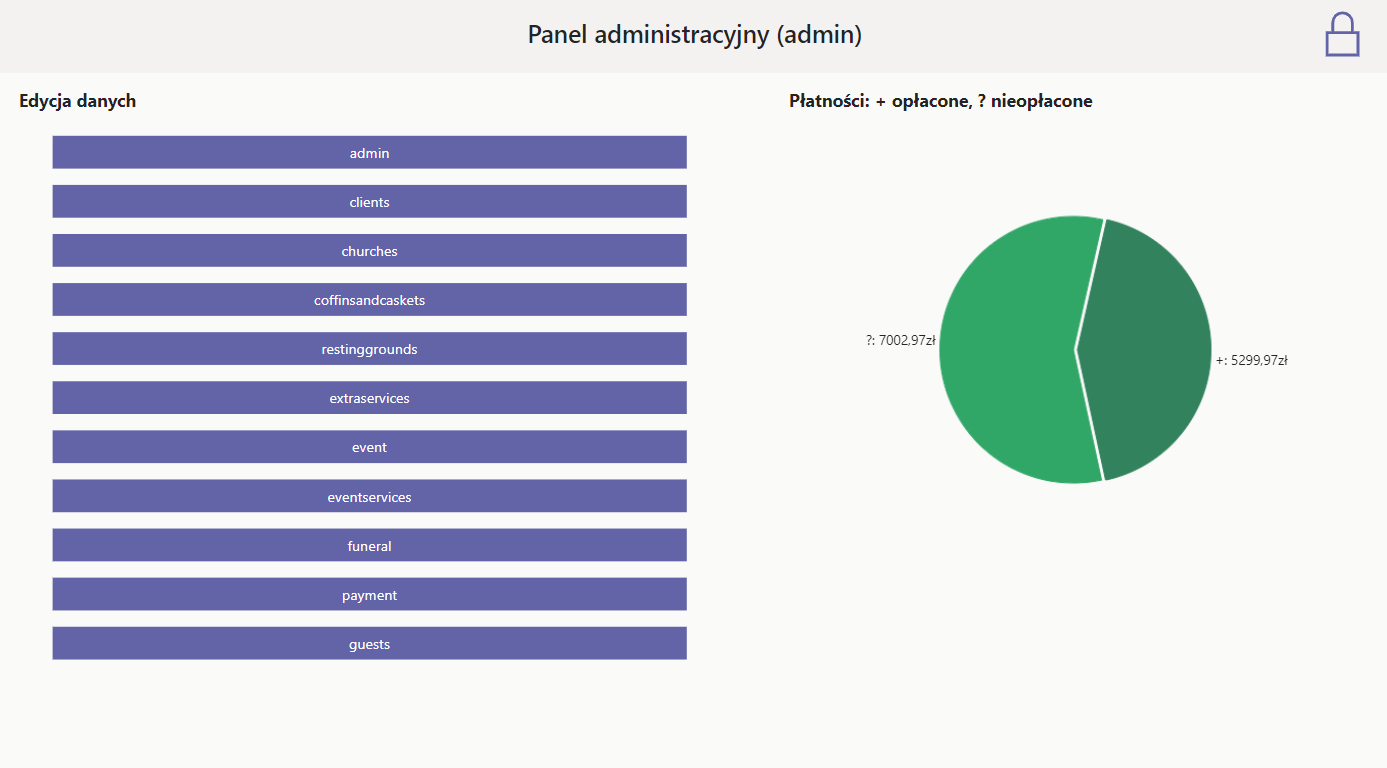 Panel administracyjny (admin)
Edycja danych
admin
clients
churches
coffinsandcaskets
restinggrounds
extraservices
event
eventservices
funeral
payment
guests
Płatności: + opłacone, ? nieopłacone
?: 7002,97zł
+: 5299,97zł